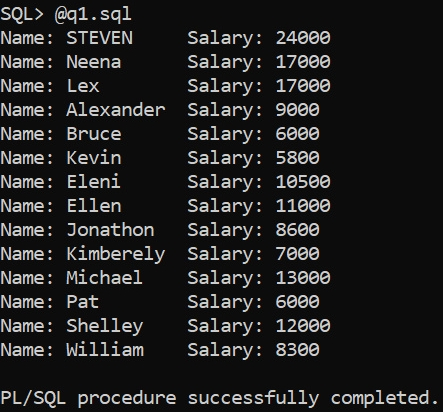 SQL> @q1.sql
Name: STEVEN     Salary: 24000
Name: Neena      Salary: 17000
Name: Lex        Salary: 17000
Name: Alexander  Salary: 9000
Name: Bruce      Salary: 6000
Name: Kevin      Salary: 5800
Name: Eleni      Salary: 10500
Name: Ellen      Salary: 11000
Name: Jonathon   Salary: 8600
Name: Kimberely  Salary: 7000
Name: Michael    Salary: 13000
Name: Pat        Salary: 6000
Name: Shelley    Salary: 12000
Name: William    Salary: 8300
PL/SQL procedure successfully completed.